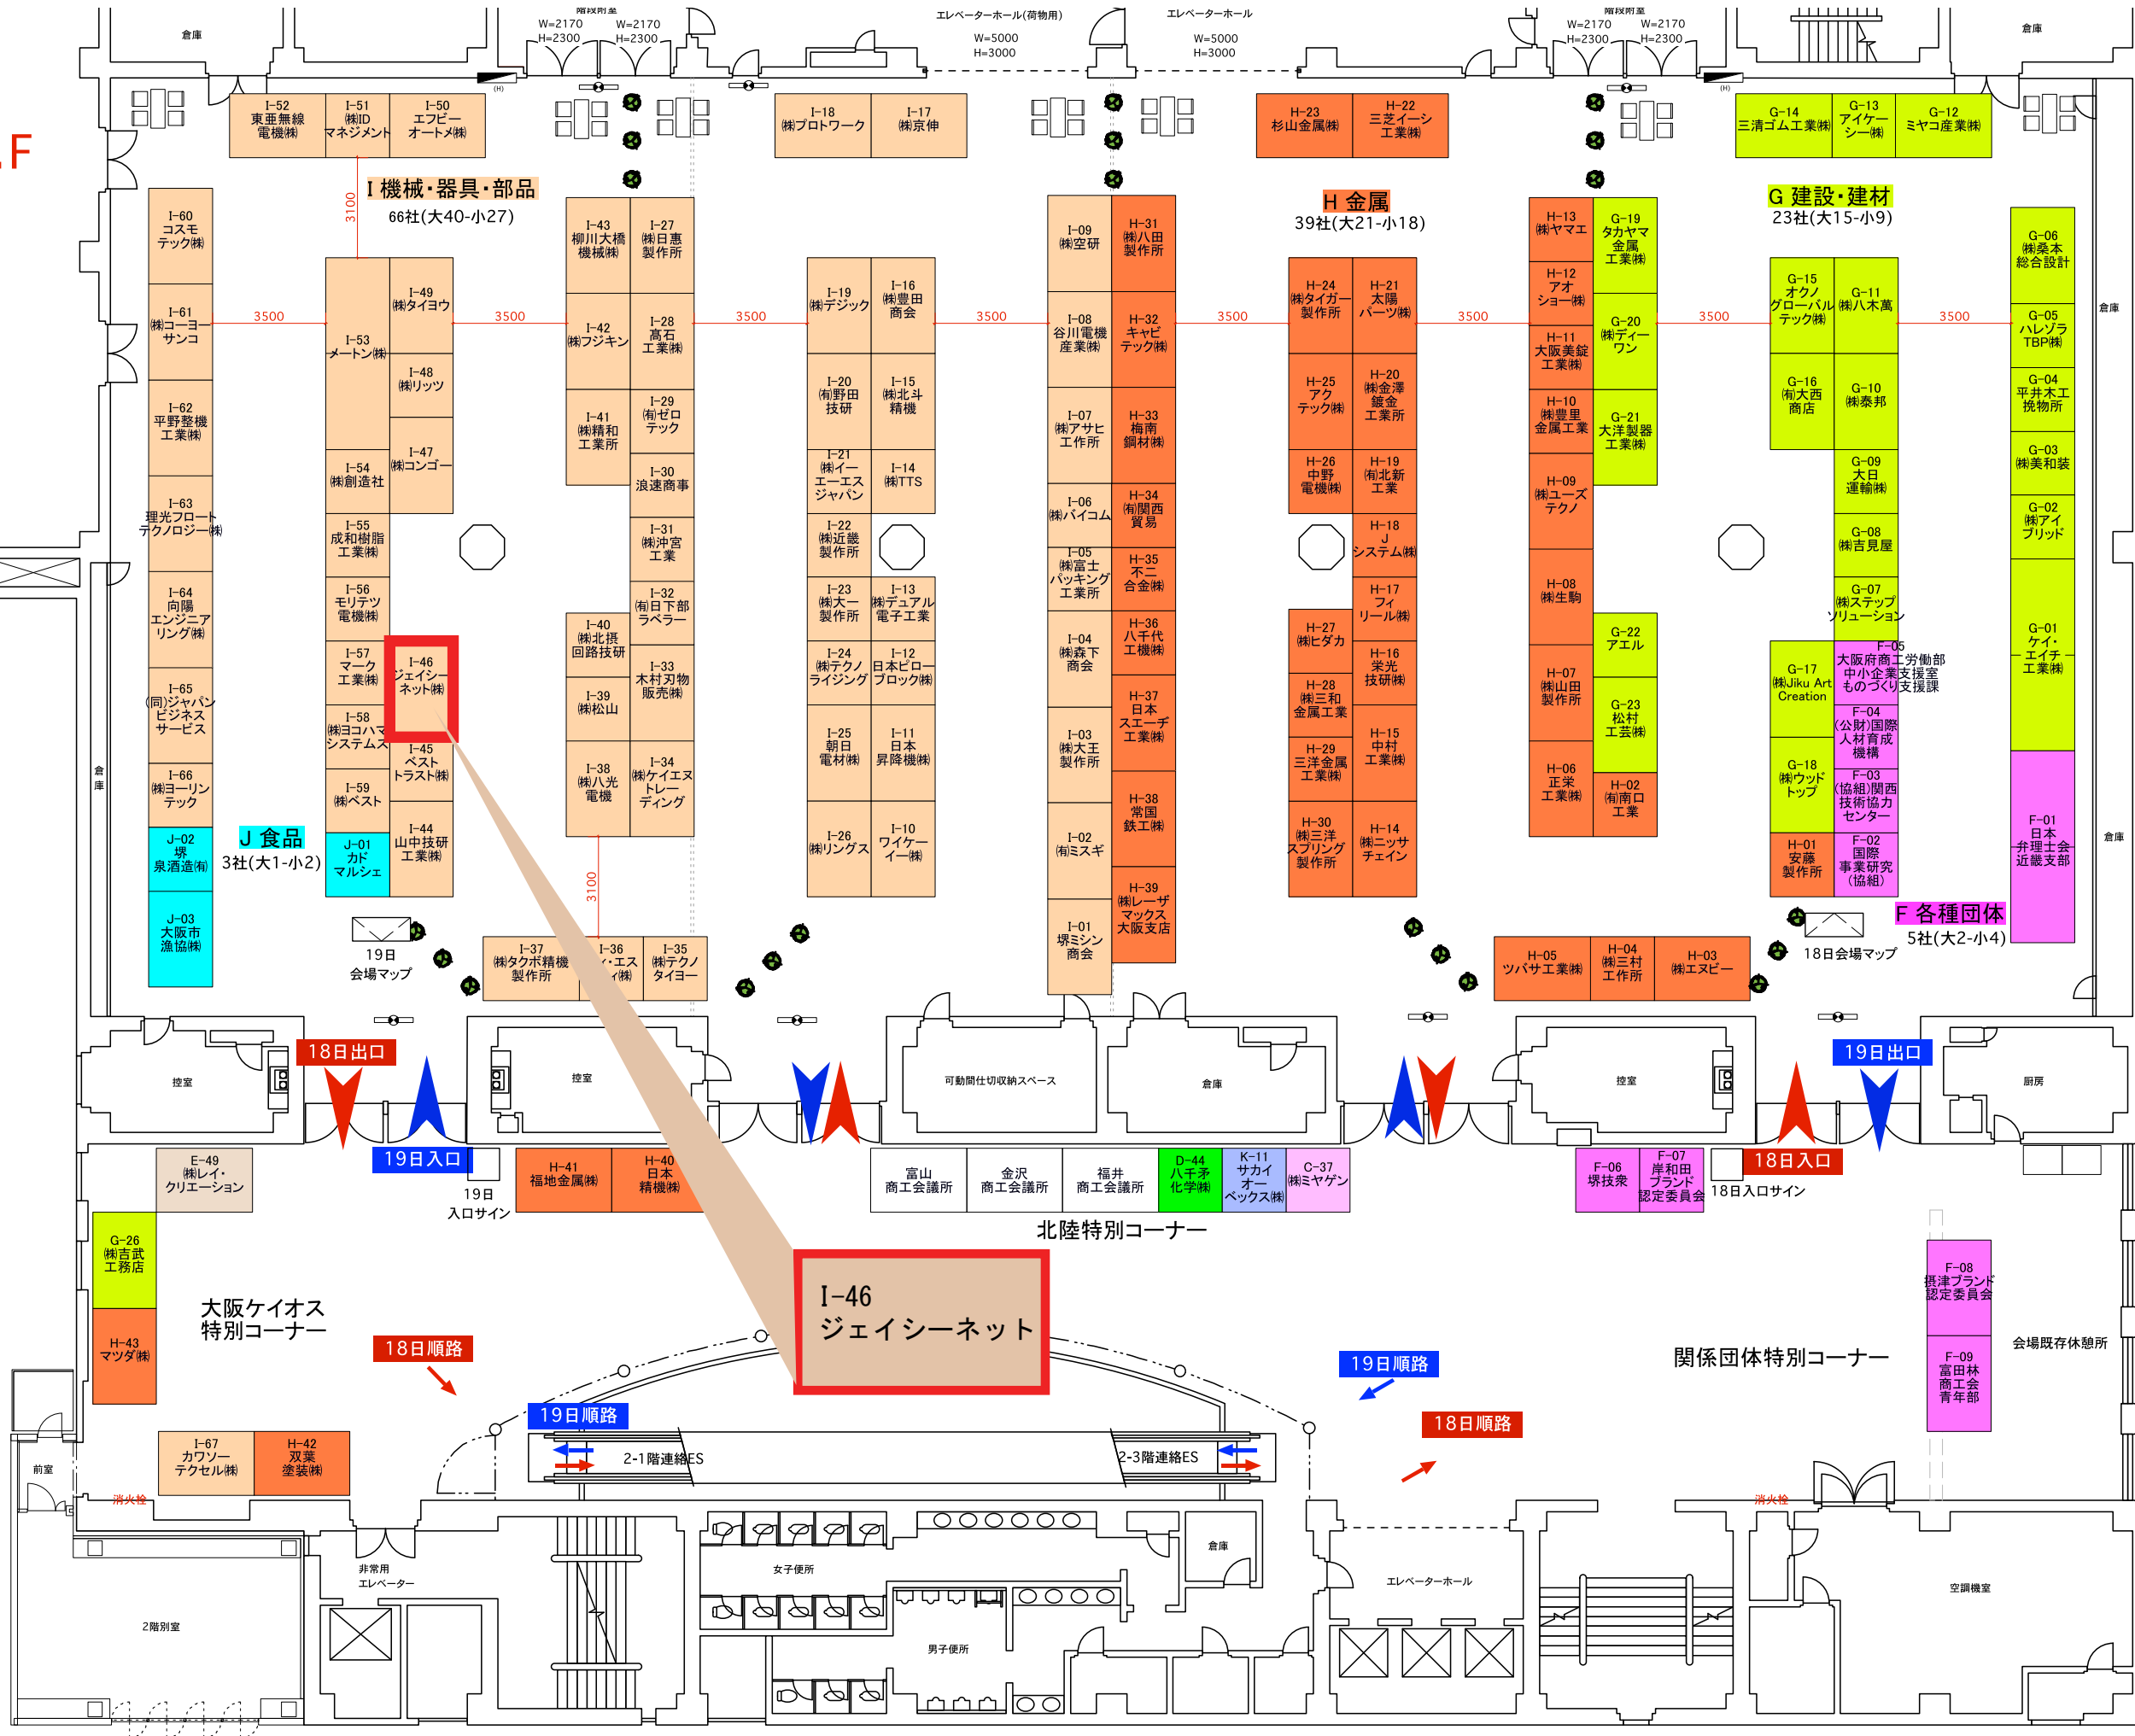 倉庫
階段附室
W=2170
H=2300
W=2170
H=2300
エレベーターホール(荷物用)
W=5000
H=3000
エレベーターホール
W=5000
H=3000
階段附室
W=2170
H=2300
W=2170
H=2300
倉庫
(H)
(H)
F
I-52
東亜無線
電機㈱
I-51
㈱ID
マネジメント
I-50
エフビー
オートメ㈱
I-18
㈱プロトワーク
I-17
㈱京伸
H-23
杉山金属㈱
H-22
三芝イーシ
工業㈱
G-14
三清ゴム工業㈱
G-13
アイケー
シー㈱
G-12
ミヤコ産業㈱
I 機械・器具・部品
66社(大40-小27)
H 金属
39社(大21-小18)
G 建設・建材
23社(大15-小9)
3100
3500
3500
3500
3500
3500
3500
3500
3500
I-60
コスモ
テック㈱
I-61
㈱コーヨー
サンコ
I-62
平野整機
工業㈱
I-63
理光フロート
テクノロジー㈱
I-64
向陽
エンジニア
リング㈱
I-65
(同)ジャパン
ビジネス
サービス
I-66
㈱ヨーリン
テック
J-02
堺
泉酒造㈲
J-03
大阪市
漁協㈱
J 食品
3社(大1-小2)
I-53
メートン㈱
I-54
㈱創造社
I-55
成和樹脂
工業㈱
I-56
モリテツ
電機㈱
I-57
マーク
工業㈱
I-58
㈱ヨコハマ
システムズ
I-59
㈱ベスト
J-01
カド
マルシェ
I-49
㈱タイヨウ
I-48
㈱リッツ
I-47
㈱コンゴー
I-46
ジェイシー
ネット㈱
I-45
ベスト
トラスト㈱
I-44
山中技研
工業㈱
I-43
柳川大橋
機械㈱
I-42
㈱フジキン
I-41
㈱精和
工業所
I-40
㈱北摂
回路技研
I-39
㈱松山
I-38
㈱八光
電機
I-27
㈱日恵
製作所
I-28
髙石
工業㈱
I-29
㈲ゼロ
テック
I-30
浪速商事
I-31
㈱沖宮
工業
I-32
㈲日下部
ラベラー
I-33
木村刃物
販売㈱
I-34
㈱ケイエヌ
トレー
ディング
3100
I-37
㈱タクボ精機
製作所
I-36
ィ・エス
ィ㈱
I-35
㈱テクノ
タイヨー
I-19
㈱デジック
I-20
㈲野田
技研
I-21
㈱イー
エーエス
ジャパン
I-22
㈱近畿
製作所
I-23
㈱大一
製作所
I-24
㈱テクノ
ライジング
I-25
朝日
電材㈱
I-26
㈱リングス
I-16
㈱豊田
商会
I-15
㈱北斗
精機
I-14
㈱TTS
I-13
㈱デュアル
電子工業
I-12
日本ピロー
ブロック㈱
I-11
日本
昇降機㈱
I-10
ワイケー
イー㈱
I-09
㈱空研
I-08
谷川電機
産業㈱
I-07
㈱アサヒ
工作所
I-06
㈱バイコム
I-05
㈱富士
パッキング
工業所
I-04
㈱森下
商会
I-03
㈱大王
製作所
I-02
㈲ミスギ
I-01
堺ミシン
商会
H-31
㈱八田
製作所
H-32
キャビ
テック㈱
H-33
梅南
鋼材㈱
H-34
㈲関西
貿易
H-35
不二
合金㈱
H-36
八千代
工機㈱
H-37
日本
スエーヂ
工業㈱
H-38
常国
鉄工㈱
H-39
㈱レーザ
マックス
大阪支店
H-24
㈱タイガー
製作所
H-25
アク
テック㈱
H-26
中野
電機㈱
H-27
㈱ヒダカ
H-28
㈱三和
金属工業
H-29
三洋金属
工業㈱
H-30
㈱三洋
スプリング
製作所
H-21
太陽
パーツ㈱
H-20
㈱金澤
鍍金
工業所
H-19
㈲北新
工業
H-18
J
システム㈱
H-17
フィ
リール㈱
H-16
栄光
技研㈱
H-15
中村
工業㈱
H-14
㈱ニッサ
チェイン
H-13
㈱ヤマエ
H-12
アオ
ショー㈱
H-11
大阪美錠
工業㈱
H-10
㈱豊里
金属工業
H-09
㈱ユーズ
テクノ
H-08
㈱生駒
H-07
㈱山田
製作所
H-06
正栄
工業㈱
G-19
タカヤマ
金属
工業㈱
G-20
㈱ディー
ワン
G-21
大洋製器
工業㈱
G-22
アエル
G-23
松村
工芸㈱
H-02
㈲南口
工業
G-15
オクノ
グローバル
テック㈱
G-16
㈲大西
商店
G-17
㈱Jiku Art
Creation
G-18
㈱ウッド
トップ
H-01
安藤
製作所
G-11
㈱八木萬
G-10
㈱泰邦
G-09
大日
運輸㈱
G-08
㈱吉見屋
G-07
㈱ステップ
ソリューション
F-05
大阪府商工労働部
中小企業支援室
ものづくり支援課
F-04
(公財)国際
人材育成
機構
F-03
(協組)関西
技術協力
センター
F-02
国際
事業研究
(協組)
G-06
㈱桑本
総合設計
G-05
ハレゾラ
TBP㈱
G-04
平井木工
挽物所
G-03
㈱美和装
G-02
㈱アイ
ブリッド
G-01
ケイ・
エイチ
工業㈱
F-01
日本
弁理士会
近畿支部
F 各種団体
5社(大2-小4)
倉庫
倉庫
倉庫
19日
会場マップ
18日会場マップ
H-05
ツバサ工業㈱
H-04
㈱三村
工作所
H-03
㈱エヌビー
控室
18日出口
19日入口
控室
可動間仕切収納スペース
倉庫
控室
18日入口
19日出口
厨房
19日
入口サイン
18日入口サイン
E-49
㈱レイ・
クリエーション
H-41
福地金属㈱
H-40
日本
精機㈱
富山
商工会議所
金沢
商工会議所
福井
商工会議所
D-44
八千矛
化学㈱
K-11
サカイ
オー
ベックス㈱
C-37
㈱ミヤゲン
北陸特別コーナー
F-06
堺技衆
F-07
岸和田
ブランド
認定委員会
G-26
㈱吉武
工務店
H-43
マツダ㈱
大阪ケイオス
特別コーナー
I-67
カワソー
テクセル㈱
H-42
双葉
塗装㈱
I-46
ジェイシーネット
18日順路
19日順路
19日順路
18日順路
関係団体特別コーナー
F-08
摂津ブランド
認定委員会
F-09
富田林
商工会
青年部
会場既存休憩所
2-1階連絡ES
2-3階連絡ES
前室
消火栓
消火栓
非常用
エレベーター
2階別室
女子便所
男子便所
倉庫
エレベーターホール
空調機室